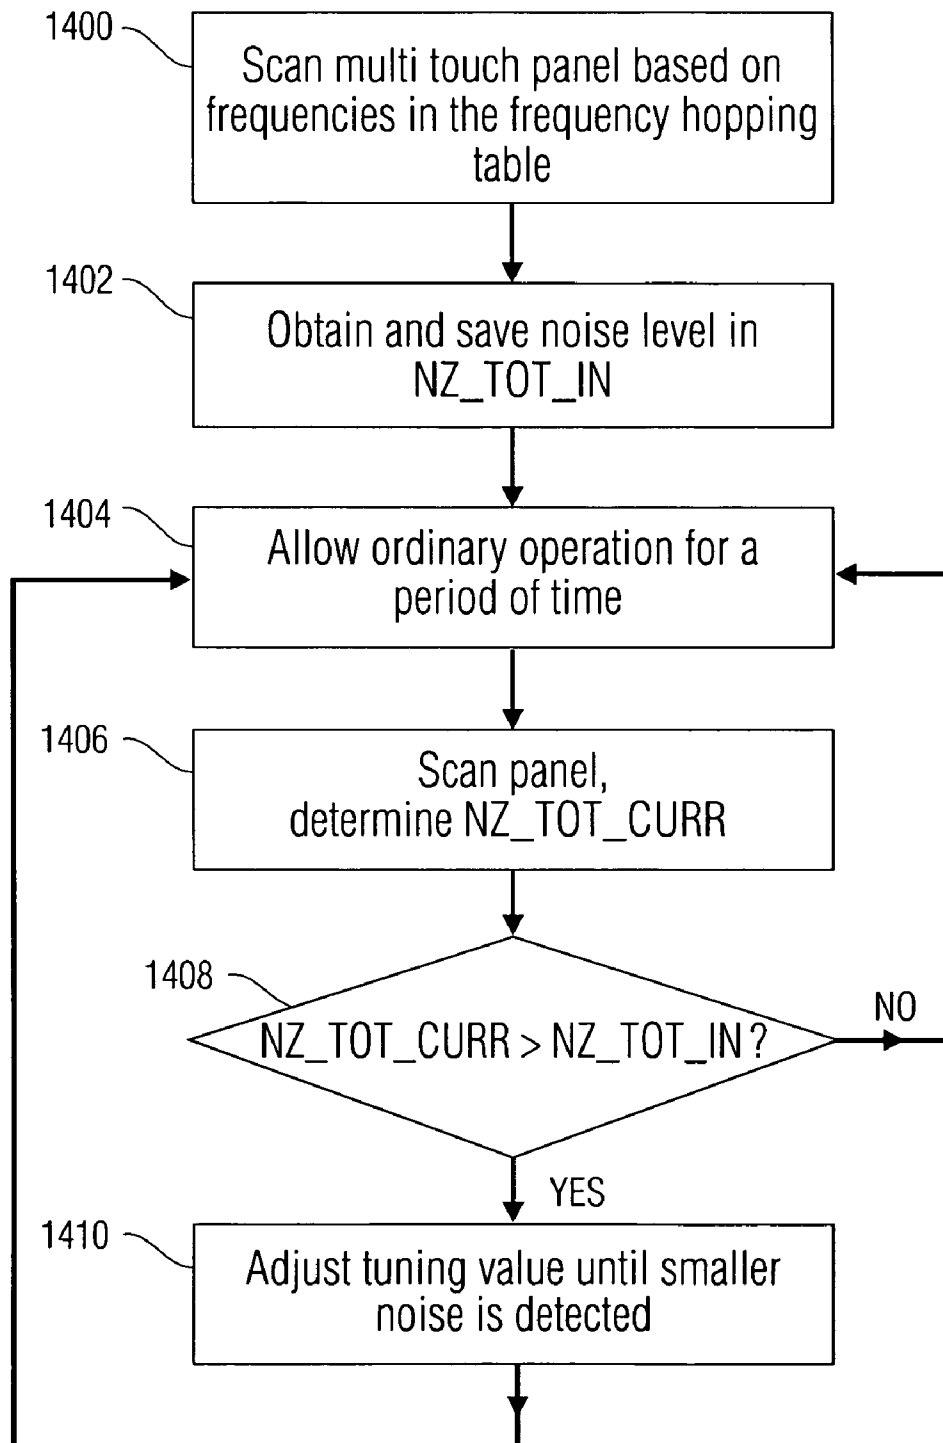 1400
Scan multi touch panel based on
frequencies in the frequency hopping
table
1402
Obtain and save noise level in
NZ_TOT_IN
1404
Allow ordinary operation for a
period of time
1406
Scan panel,
determine NZ_TOT_CURR
1408
NZ_TOT_CURR > NZ_TOT_IN?
NO
YES
1410
Adjust tuning value until smaller
noise is detected